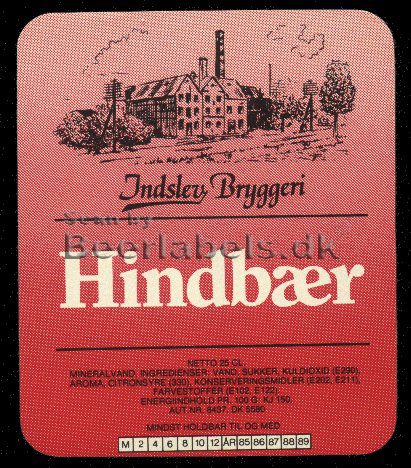 Indslev Bryggeri
Scan by
Beerlabels.dk
Hindbær
NETTO 25 CL
MINERALVAND, INGREDIENSER: VAND, SUKKER, KULDIOXID (E290),
AROMA, CITRONSYRE (330), KONSERVERINGSMIDLER (E202, E211),
FARVESTOFFER (E102, E122)
ENERGIINDHOLD PR. 100 G: KJ 150
AUT NR. 8437. DK 5580
MINDST HOLDBAR TIL OG MED
M 2 4 6 8 10 12 ÅR 85 86 87 88 89